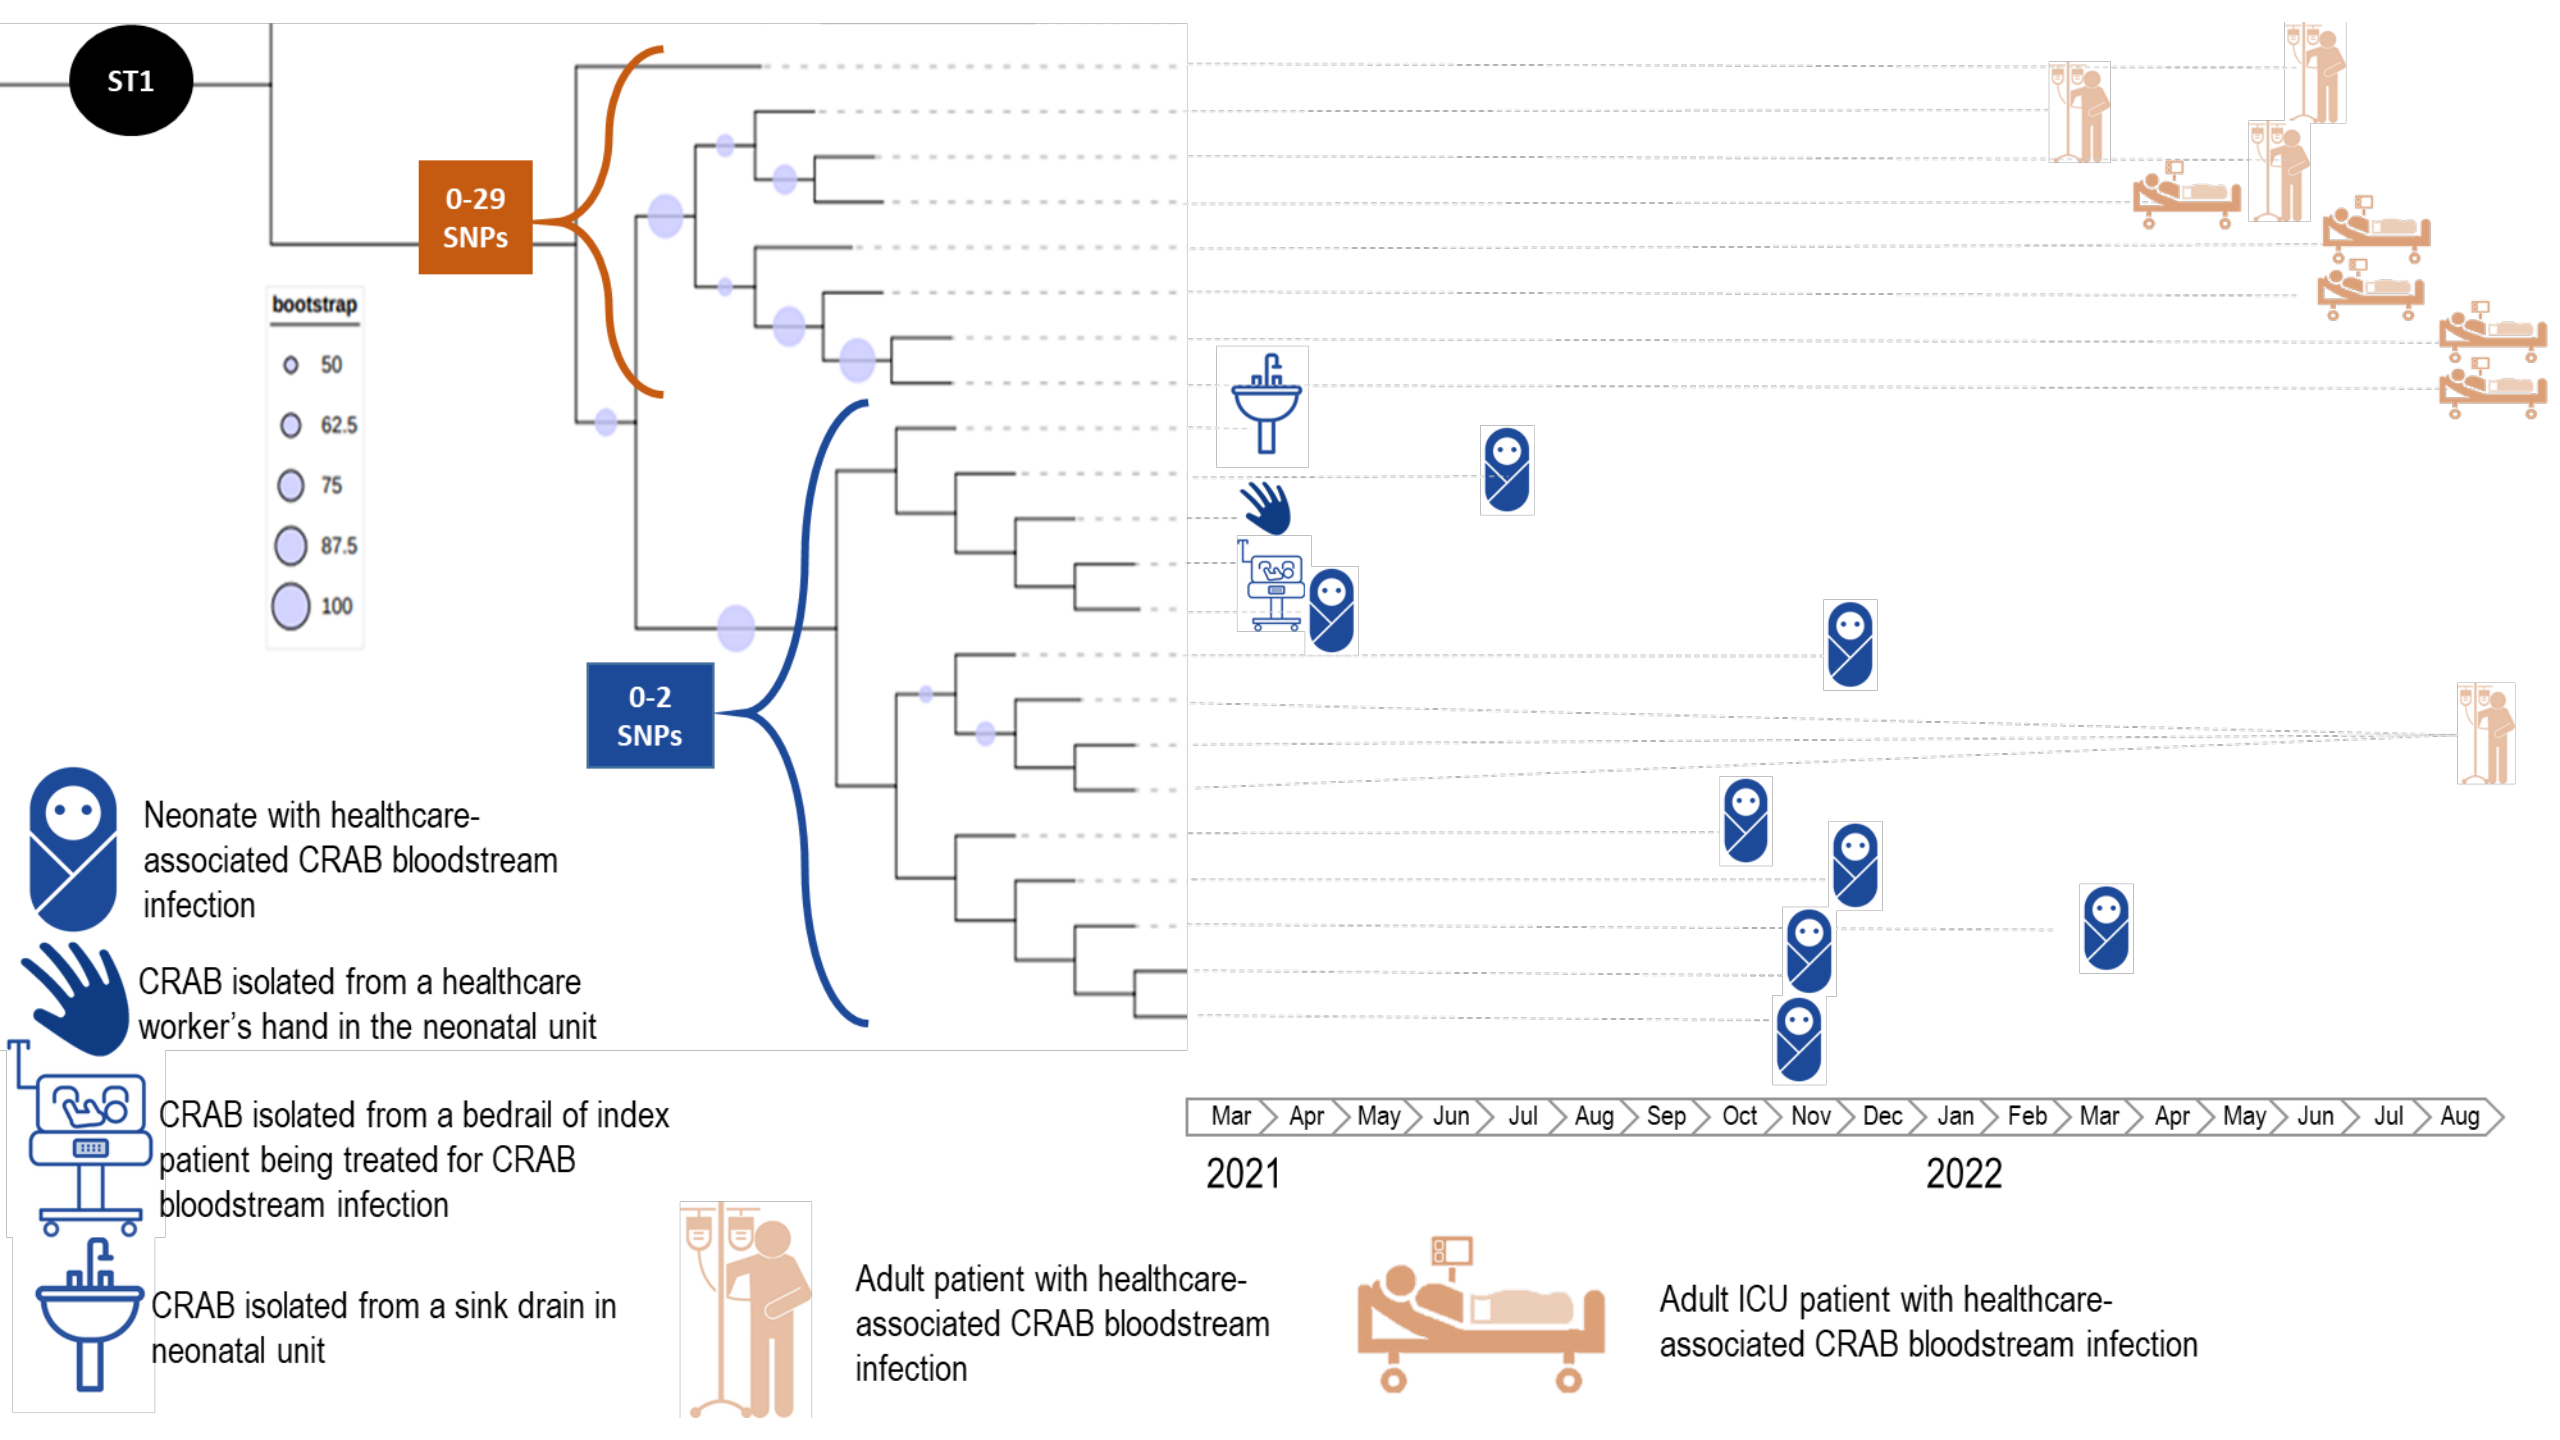 ST1
0-29
SNPs
bootstrap
50
62.5
75
87.5
100
0-2
SNPs
Neonate with healthcare-
associated CRAB bloodstream
infection
CRAB isolated from a healthcare
worker's hand in the neonatal unit
CRAB isolated from a bedrail of index
patient being treated for CRAB
bloodstream infection
CRAB isolated from a sink drain in
neonatal unit
Mar Apr May Jun Jul Aug Sep Oct Nov Dec Jan Feb Mar Apr May Jun Jul Aug
2021 2022
Adult patient with healthcare-
associated CRAB bloodstream
infection
Adult ICU patient with healthcare-
associated CRAB bloodstream infection